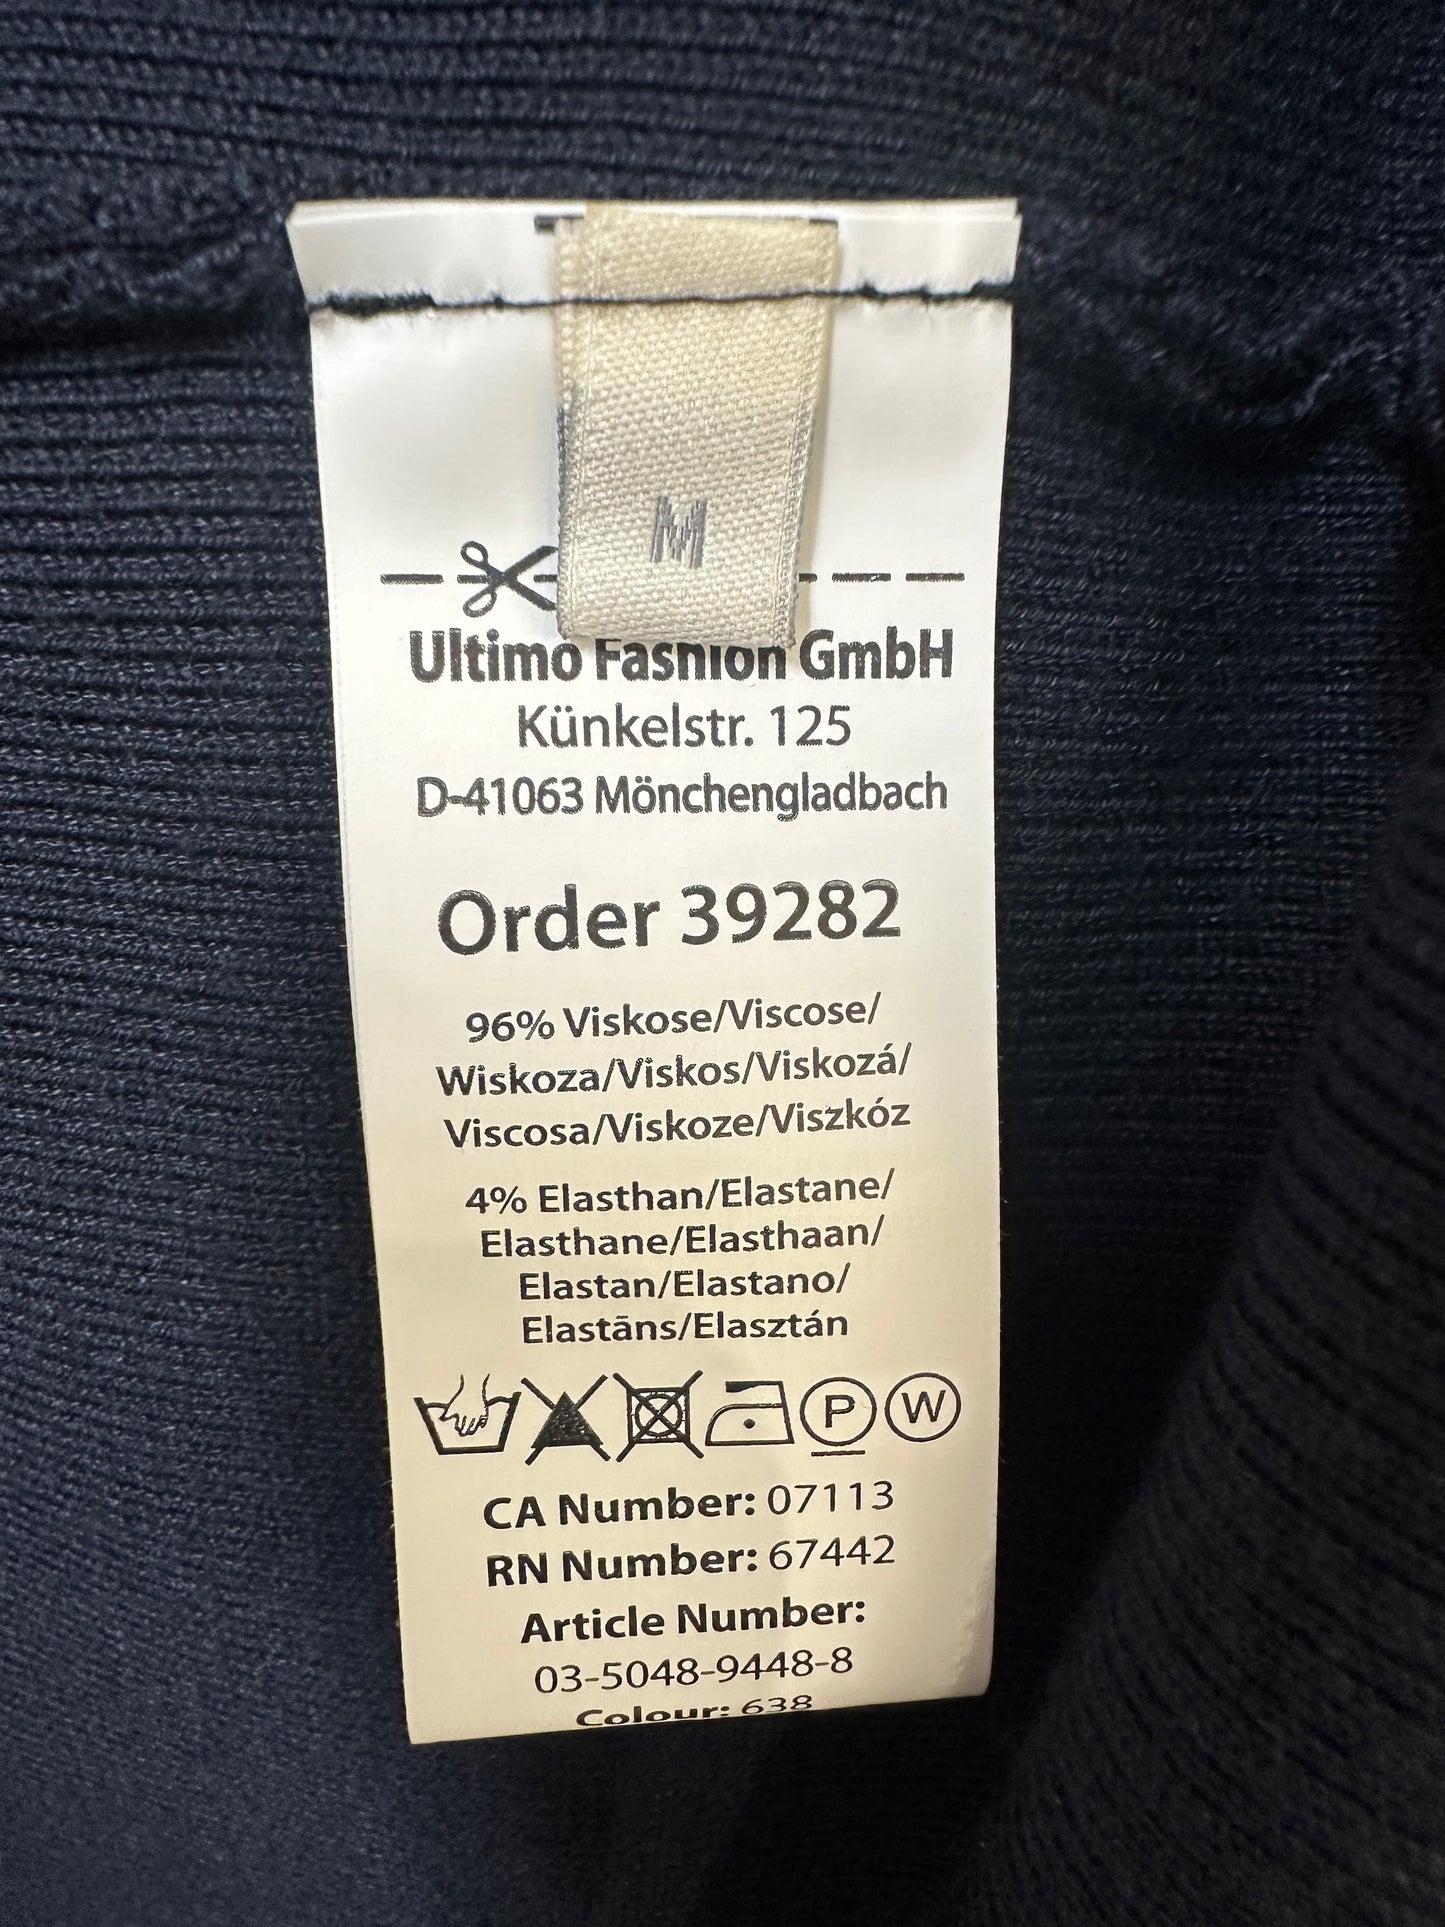 M
Ultimo Fashion GmbH
Künkelstr. 125
D-41063 Mönchengladbach
Order 39282
96% Viskose/Viscose/
Wiskoza/Viskos/Viskozá/
Viscosa/Viskoze/Viszkóz
4% Elasthan/Elastane/
Elasthane/Elasthaan/
Elastan/Elastano/
Elastāns/Elasztán
P W
CA Number: 07113
RN Number: 67442
Article Number:
03-5048-9448-8
Colour: 638